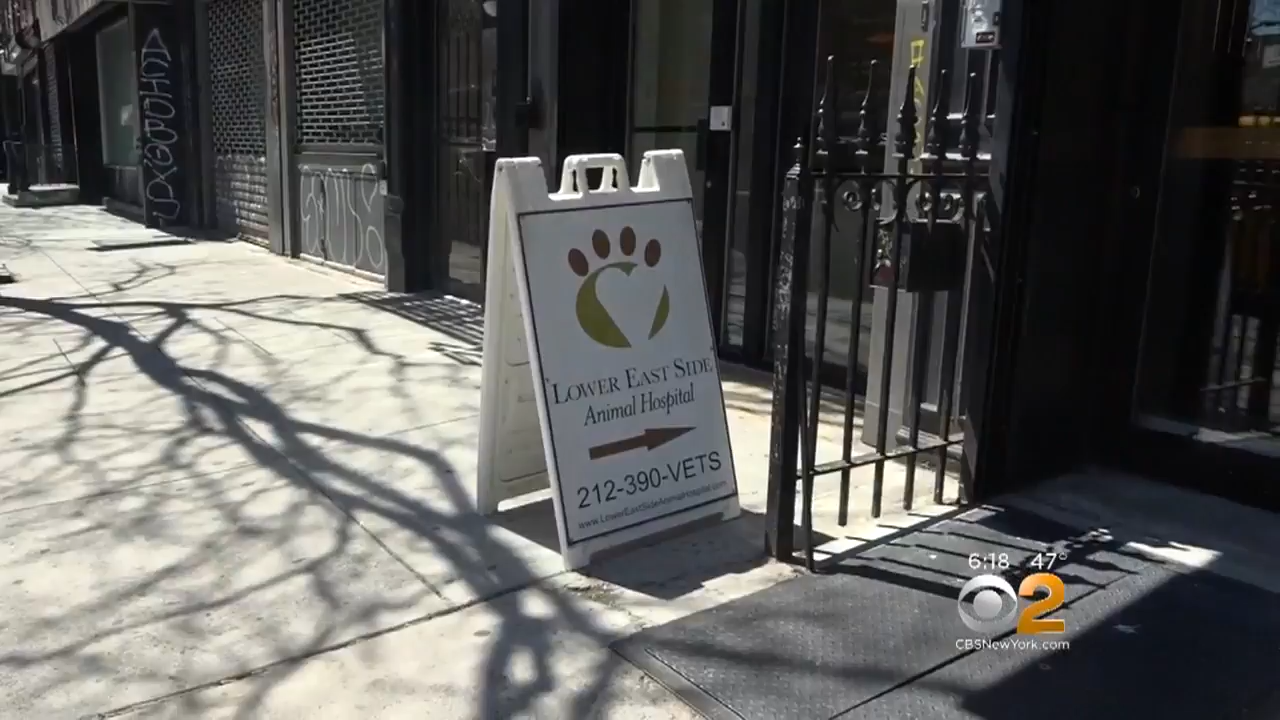 LOWER EAST SIDE
Animal Hospital
212-390-VETS
www.LowerEastSideAnimalHospital.com
6:18 47°
2
CBSNewYork.com